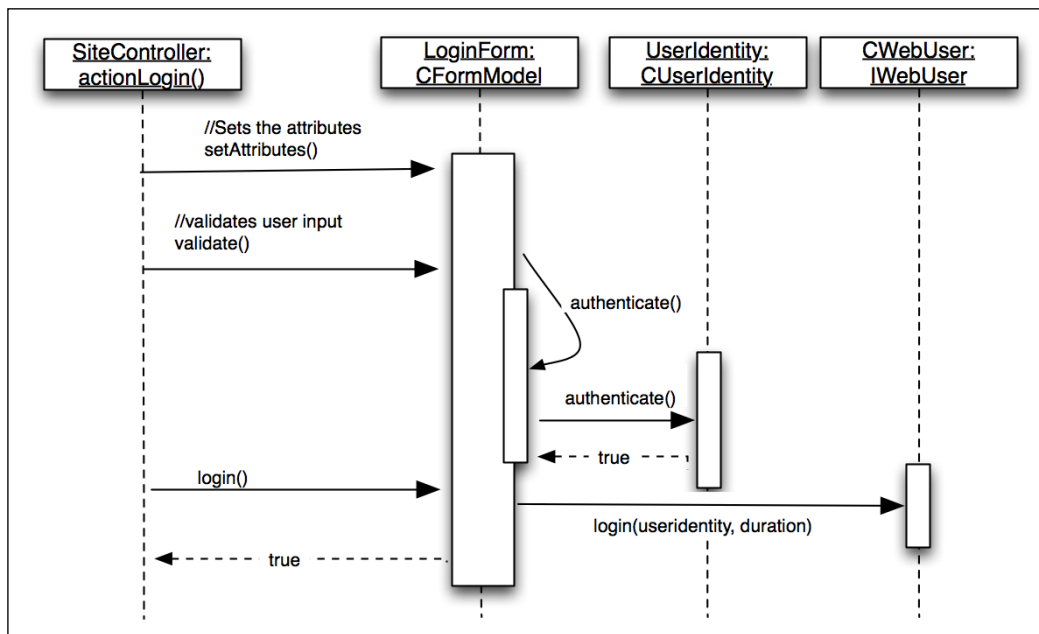 SiteController:
actionLogin()
LoginForm:
CFormModel
UserIdentity:
CUserIdentity
CWebUser:
IWebUser
//Sets the attributes
setAttributes()
//validates user input
validate()
authenticate()
authenticate()
true
login()
login(useridentity, duration)
true